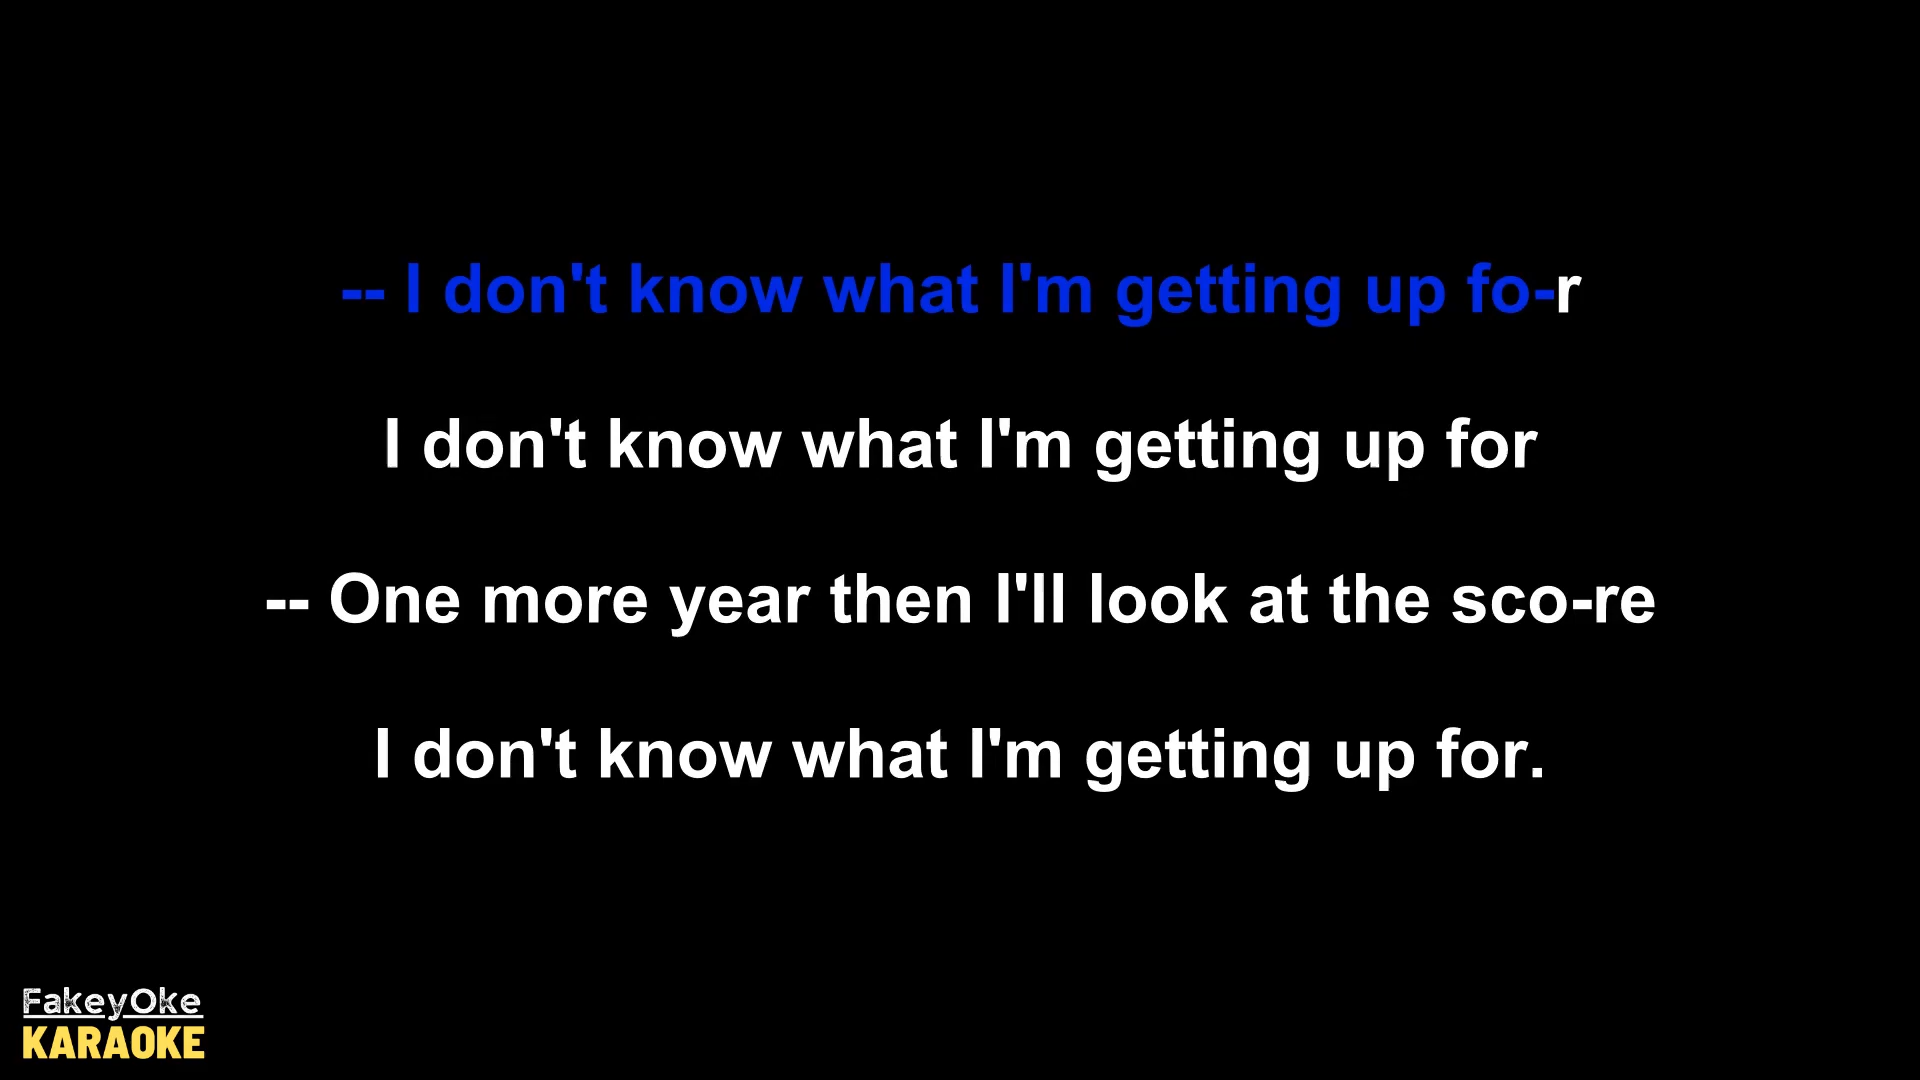 -- I don't know what I'm getting up fo-r
I don't know what I'm getting up for
-- One more year then I'll look at the sco-re
I don't know what I'm getting up for.
FakeyOke
KARAOKE